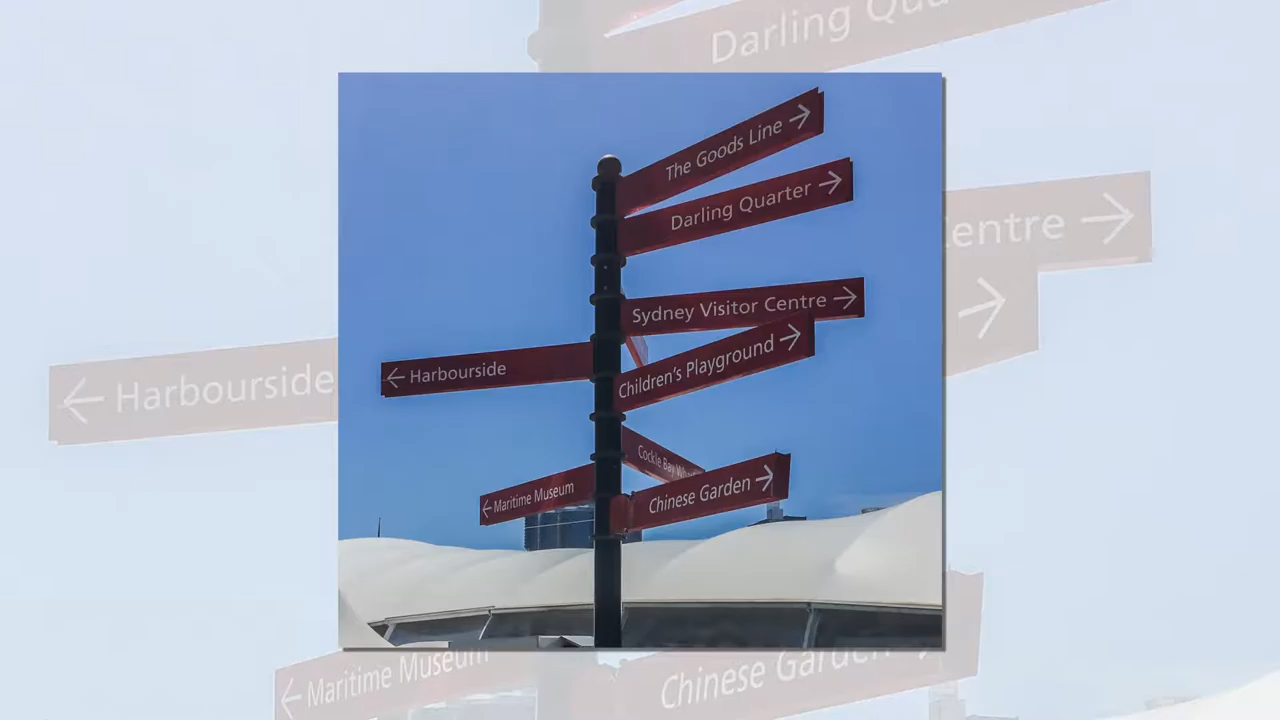 The Goods Line →
Darling Quarter →
Sydney Visitor Centre →
Children's Playground →
← Harbourside
Cockle Bay
← Maritime Museum
Chinese Garden →